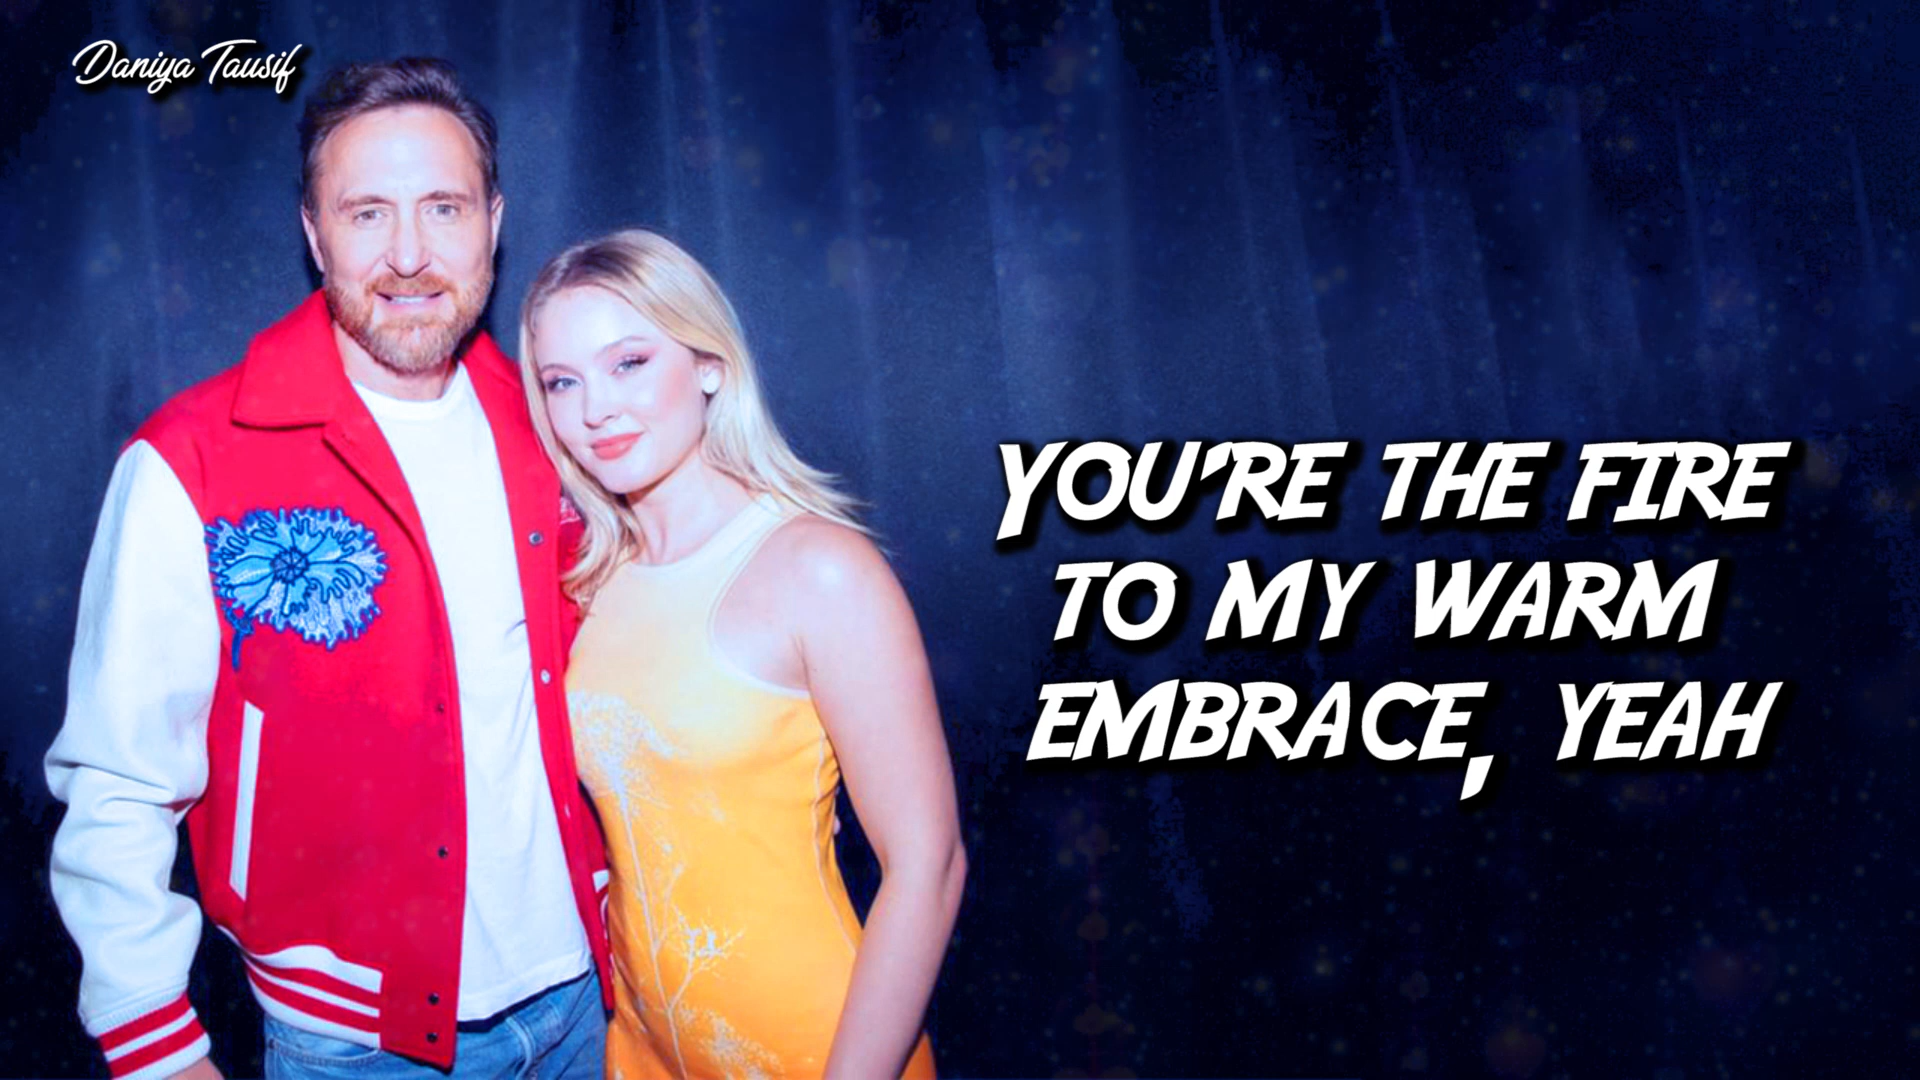 Daniya Tausif
YOU'RE THE FIRE
TO MY WARM
EMBRACE, YEAH